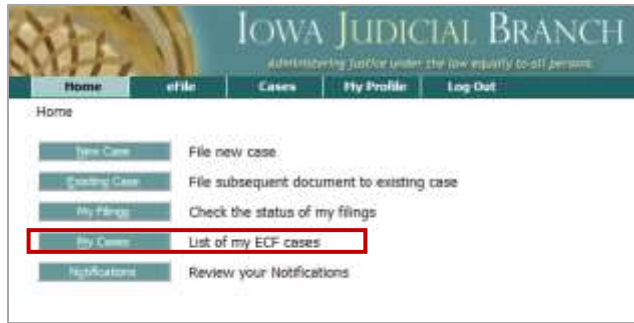 IOWA JUDICIAL BRANCH
Administering justice under the law equally to all persons
Home eFile Cases My Profile Log Out
Home
New Case File new case
Existing Case File subsequent document to existing case
My Filings Check the status of my filings
My Cases List of my ECF cases
Notifications Review your Notifications